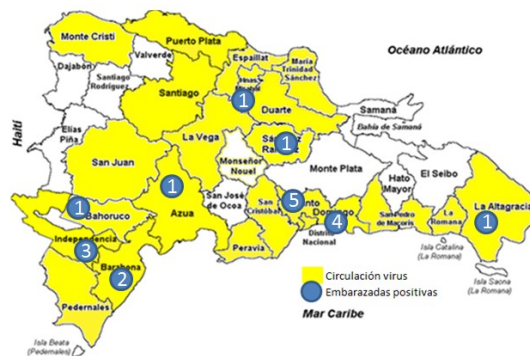 Monte Cristi
Puerto Plata
Espaillat
María
Trinidad
Sánchez
Océano Atlántico
Dajabón
Valverde
Santiago
Rodríguez
Santiago
1
Duarte
Samaná
Bahía de Samaná
Haití
Elías
Piña
La Vega
1
San Juan
Monseñor
Nouel
Monte Plata
Hato
Mayor
El Seibo
1
Azua
San José
de Ocoa
San
Cristóbal
5
Domingo
4
Distrito
Nacional
San Pedro
de Macorís
La
Romana
La Altagracia
1
1
Bahoruco
Independencia
3
Barahona
2
Peravia
Isla Catalina
(La Romana)
Isla Saona
(La Romana)
Pedernales
Isla Beata
(Pedernales)
Circulación virus
Embarazadas positivas
Mar Caribe